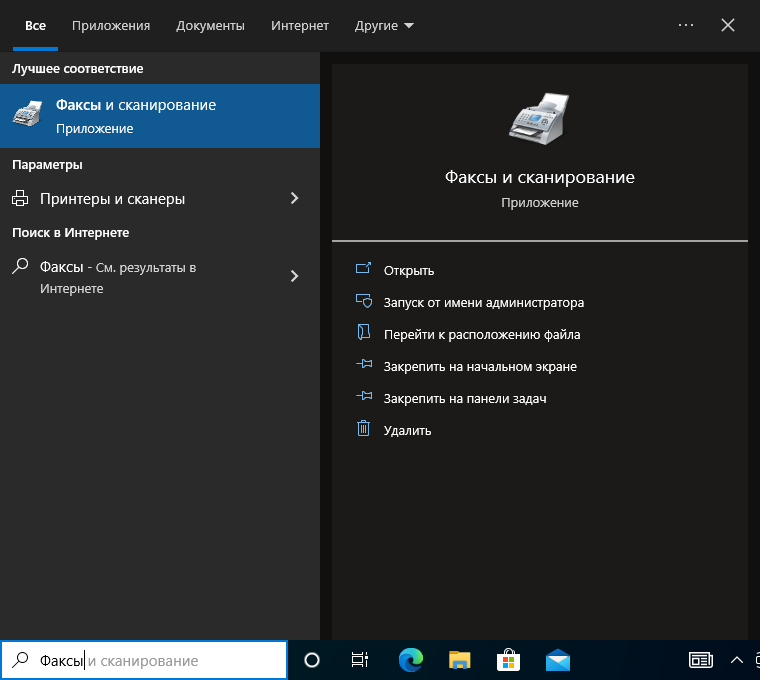 Все Приложения Документы Интернет Другие
Лучшее соответствие
Факсы и сканирование
Приложение
Параметры
Принтеры и сканеры
Поиск в Интернете
Факсы - См. результаты в
Интернете
Факсы и сканирование
Приложение
Открыть
Запуск от имени администратора
Перейти к расположению файла
Закрепить на начальном экране
Закрепить на панели задач
Удалить
Факсы и сканирование